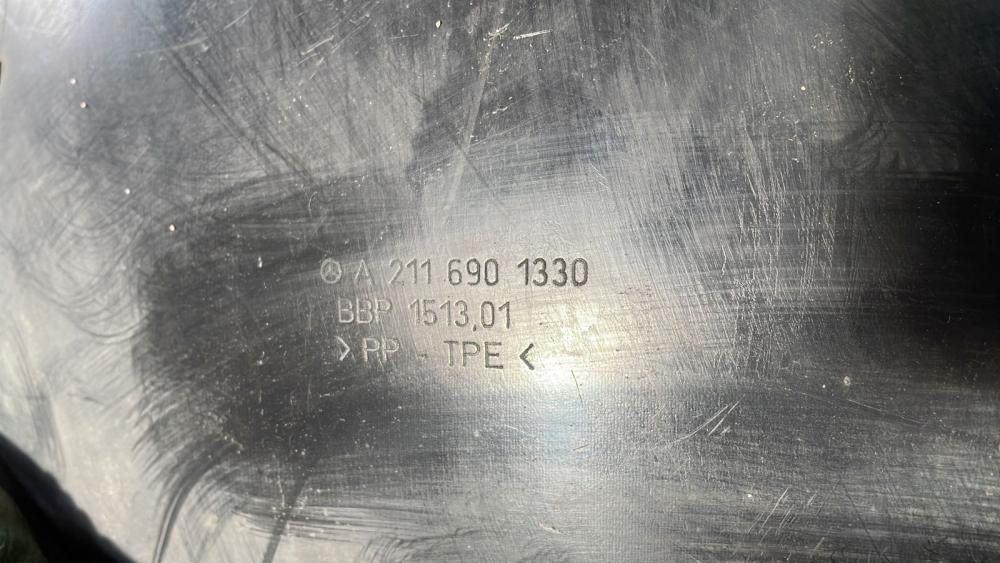 A 211 690 1330
BBP 1513,01
>PP - TPE<